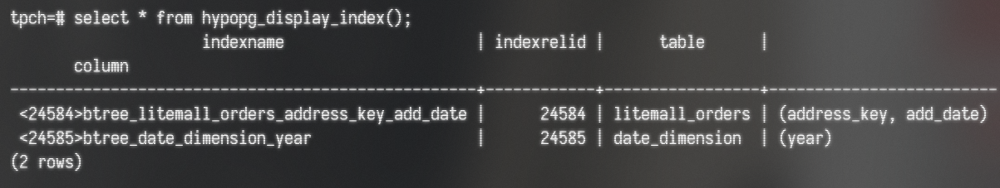 tpch=# select * from hypopg_display_index();
indexname | indexrelid | table |
column
---------------------------------------------------+------------+-----------------+-------------------------
<24584>btree_litemall_orders_address_key_add_date | 24584 | litemall_orders | (address_key, add_date)
<24585>btree_date_dimension_year | 24585 | date_dimension | (year)
(2 rows)